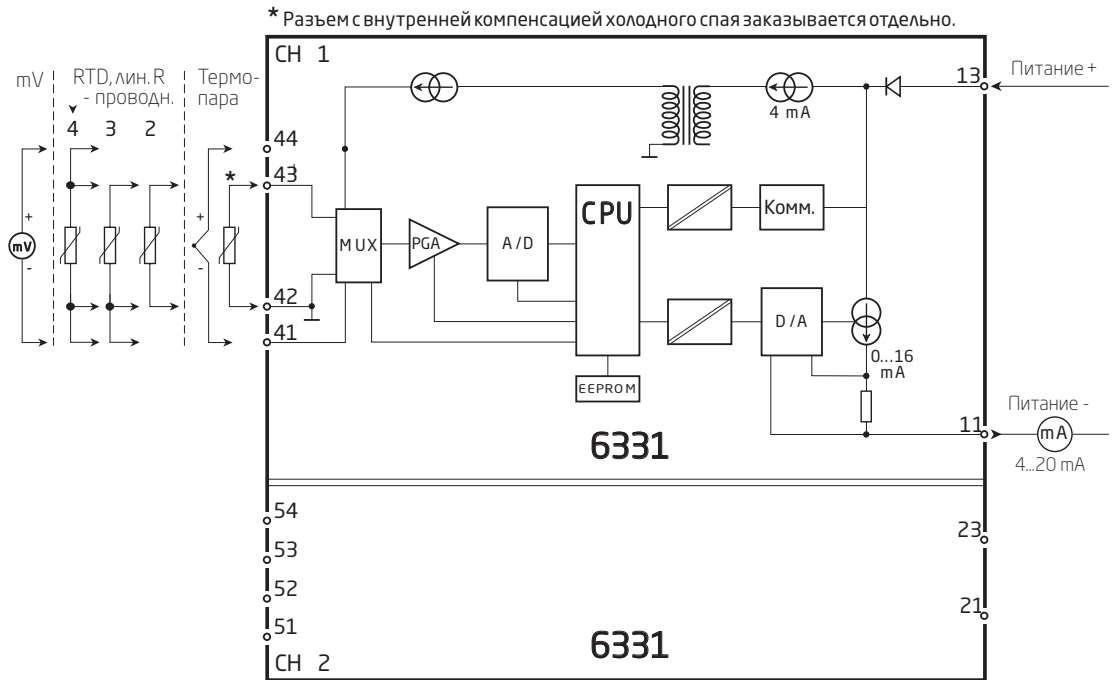 * Разъем с внутренней компенсацией холодного спая заказывается отдельно.
CH 1
mV
RTD, лин. R
- проводн.
Термо-
пара
4 3 2
44
43
*
42
41
+
mV
-
+
-
MUX
PGA
A/D
CPU
EEPROM
Комм.
D/A
4 mA
0...16
mA
13
Питание +
11
Питание -
mA
4...20 mA
6331
54
53
52
51
23
21
6331
CH 2